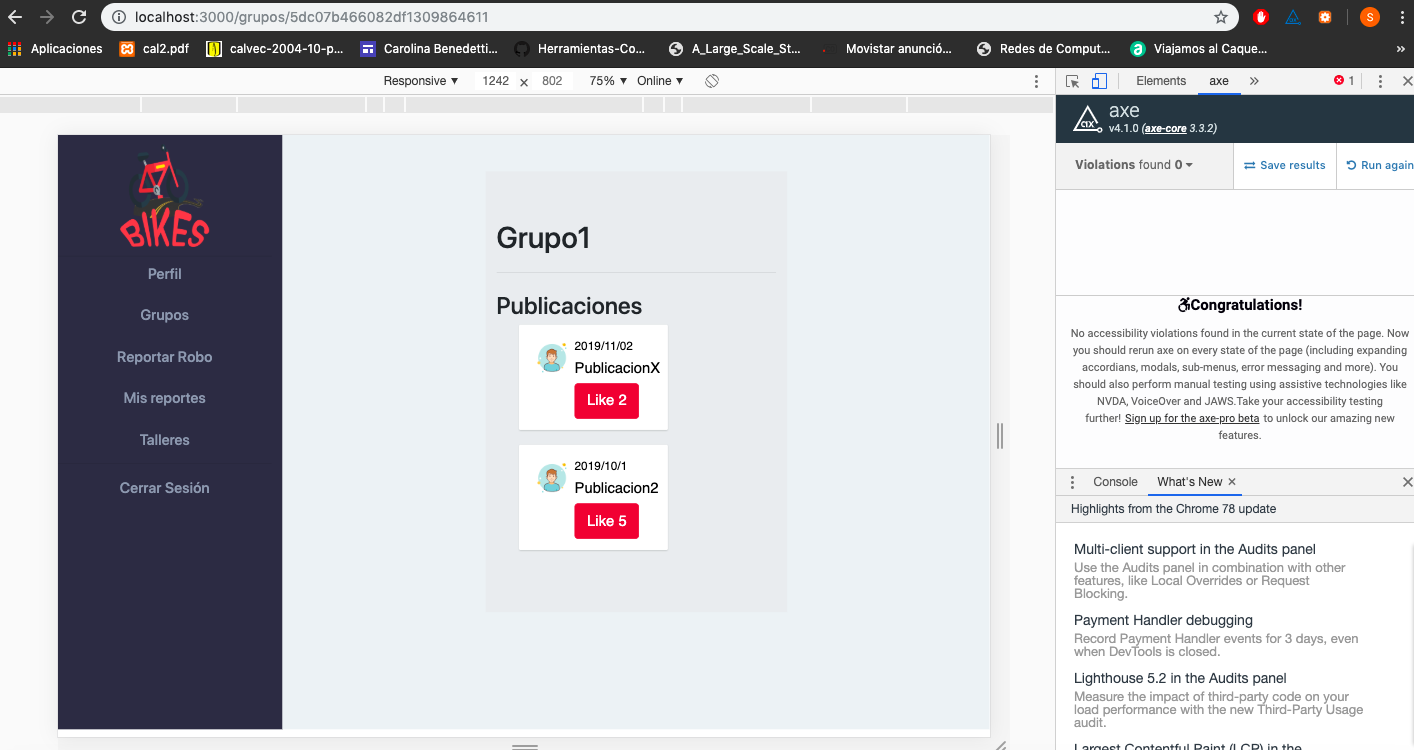 localhost:3000/grupos/5dc07b466082df1309864611
S
Aplicaciones cal2.pdf calvec-2004-10-p... Carolina Benedetti... Herramientas-Co... A_Large_Scale_St... Movistar anunció... Redes de Comput... Viajamos al Caque... »
Responsive 1242 x 802 75% Online
Elements axe » 1
axe
v4.1.0 (axe-core 3.3.2)
Violations found 0 Save results Run again
BIKES
Perfil
Grupos
Reportar Robo
Mis reportes
Talleres
Cerrar Sesión
Grupo1
Publicaciones
2019/11/02
PublicacionX
Like 2
2019/10/1
Publicacion2
Like 5
Congratulations!
No accessibility violations found in the current state of the page. Now
you should rerun axe on every state of the page (including expanding
accordians, modals, sub-menus, error messaging and more). You
should also perform manual testing using assistive technologies like
NVDA, VoiceOver and JAWS.Take your accessibility testing
further! Sign up for the axe-pro beta to unlock our amazing new
features.
Console What's New ×
Highlights from the Chrome 78 update
Multi-client support in the Audits panel
Use the Audits panel in combination with other
features, like Local Overrides or Request
Blocking.
Payment Handler debugging
Record Payment Handler events for 3 days, even
when DevTools is closed.
Lighthouse 5.2 in the Audits panel
Measure the impact of third-party code on your
load performance with the new Third-Party Usage
audit.
Largest Contentful Paint (LCP) in the